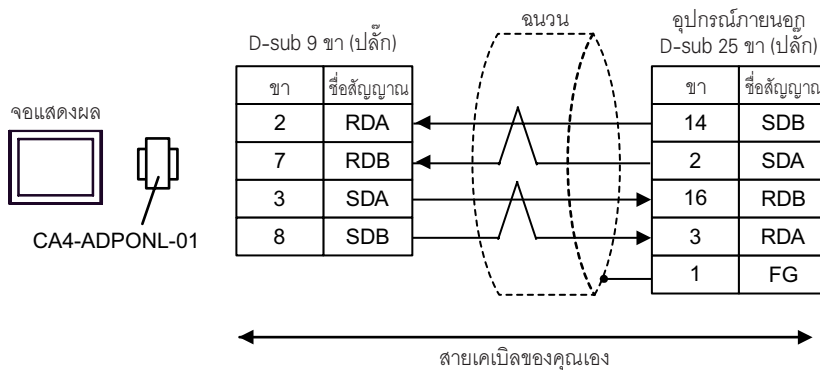 ฉนวน
อุปกรณ์ภายนอก
D-sub 9 ขา (ปลั๊ก)
D-sub 25 ขา (ปลั๊ก)
ขา ชื่อสัญญาณ ขา ชื่อสัญญาณ
จอแสดงผล
2 RDA 14 SDB
7 RDB 2 SDA
3 SDA 16 RDB
CA4-ADPONL-01
8 SDB 3 RDA
1 FG
สายเคเบิลของคุณเอง